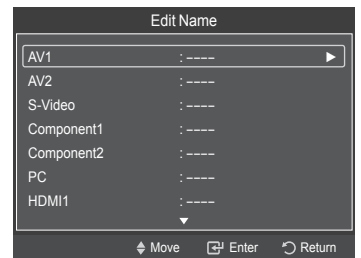 Edit Name
AV1 : ---- ►
AV2 : ----
S-Video : ----
Component1 : ----
Component2 : ----
PC : ----
HDMI1 : ----
▼
Move Enter Return